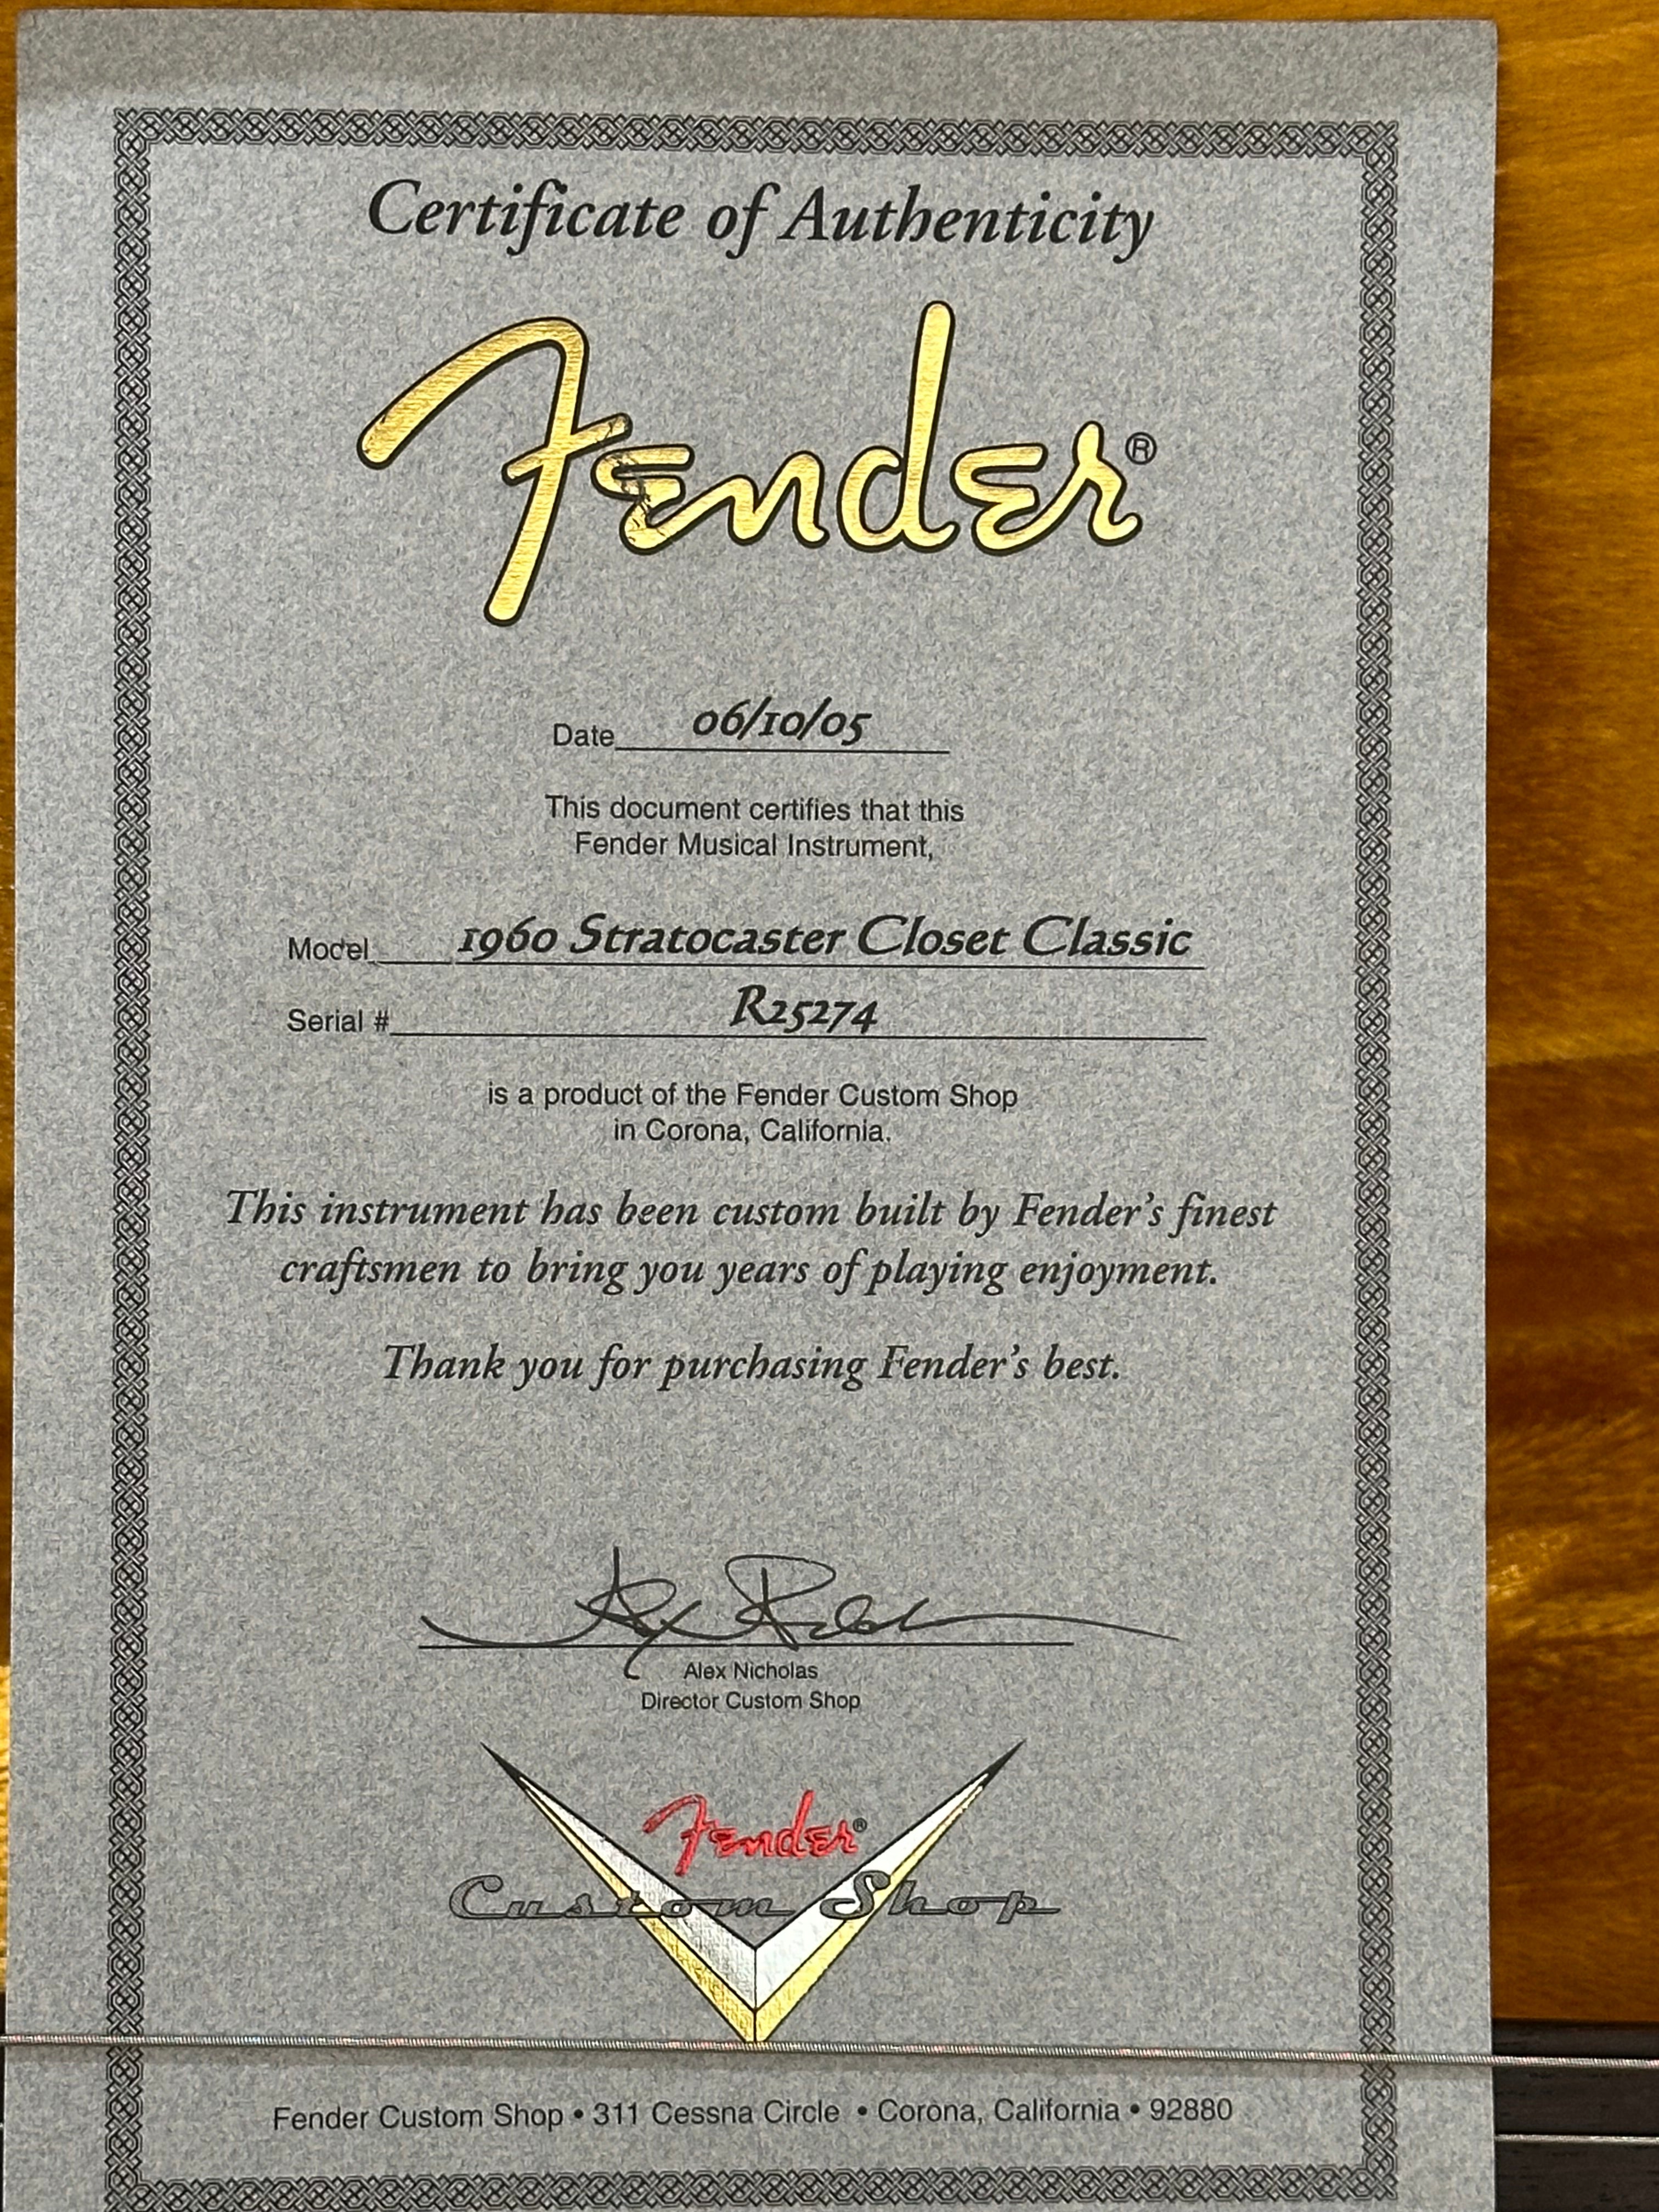 Certificate of Authenticity
Fender®
Date 06/10/05
This document certifies that this
Fender Musical Instrument,
Model 1960 Stratocaster Closet Classic
Serial # R25274
is a product of the Fender Custom Shop
in Corona, California.
This instrument has been custom built by Fender's finest
craftsmen to bring you years of playing enjoyment.
Thank you for purchasing Fender's best.
Alex Nicholas
Director Custom Shop
Fender®
Custom Shop
Fender Custom Shop • 311 Cessna Circle • Corona, California • 92880